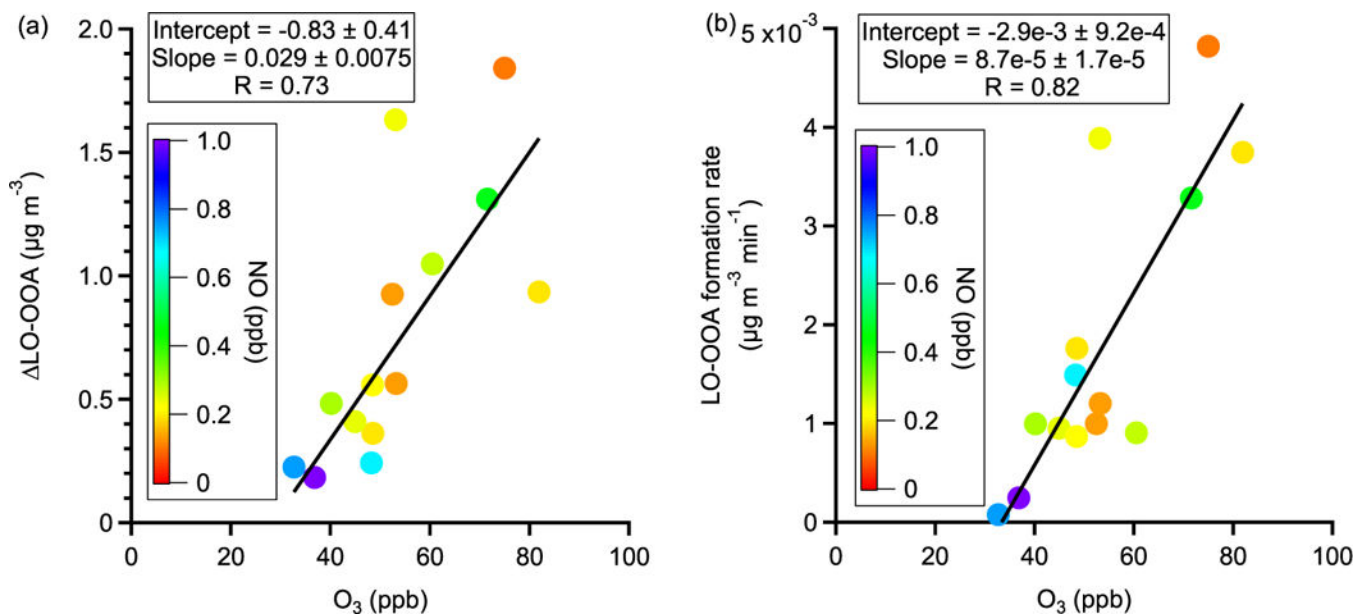 (a)
Intercept = -0.83 ± 0.41
Slope = 0.029 ± 0.0075
R = 0.73
2.0
1.5
1.0
0.5
0
ΔLO-OOA (µg m⁻³)
1.0
0.8
0.6
0.4
0.2
0
NO (ppb)
0 20 40 60 80 100
O₃ (ppb)
(b)
Intercept = -2.9e-3 ± 9.2e-4
Slope = 8.7e-5 ± 1.7e-5
R = 0.82
5 x10⁻³
4
3
2
1
0
LO-OOA formation rate
(µg m⁻³ min⁻¹)
1.0
0.8
0.6
0.4
0.2
0
NO (ppb)
0 20 40 60 80 100
O₃ (ppb)